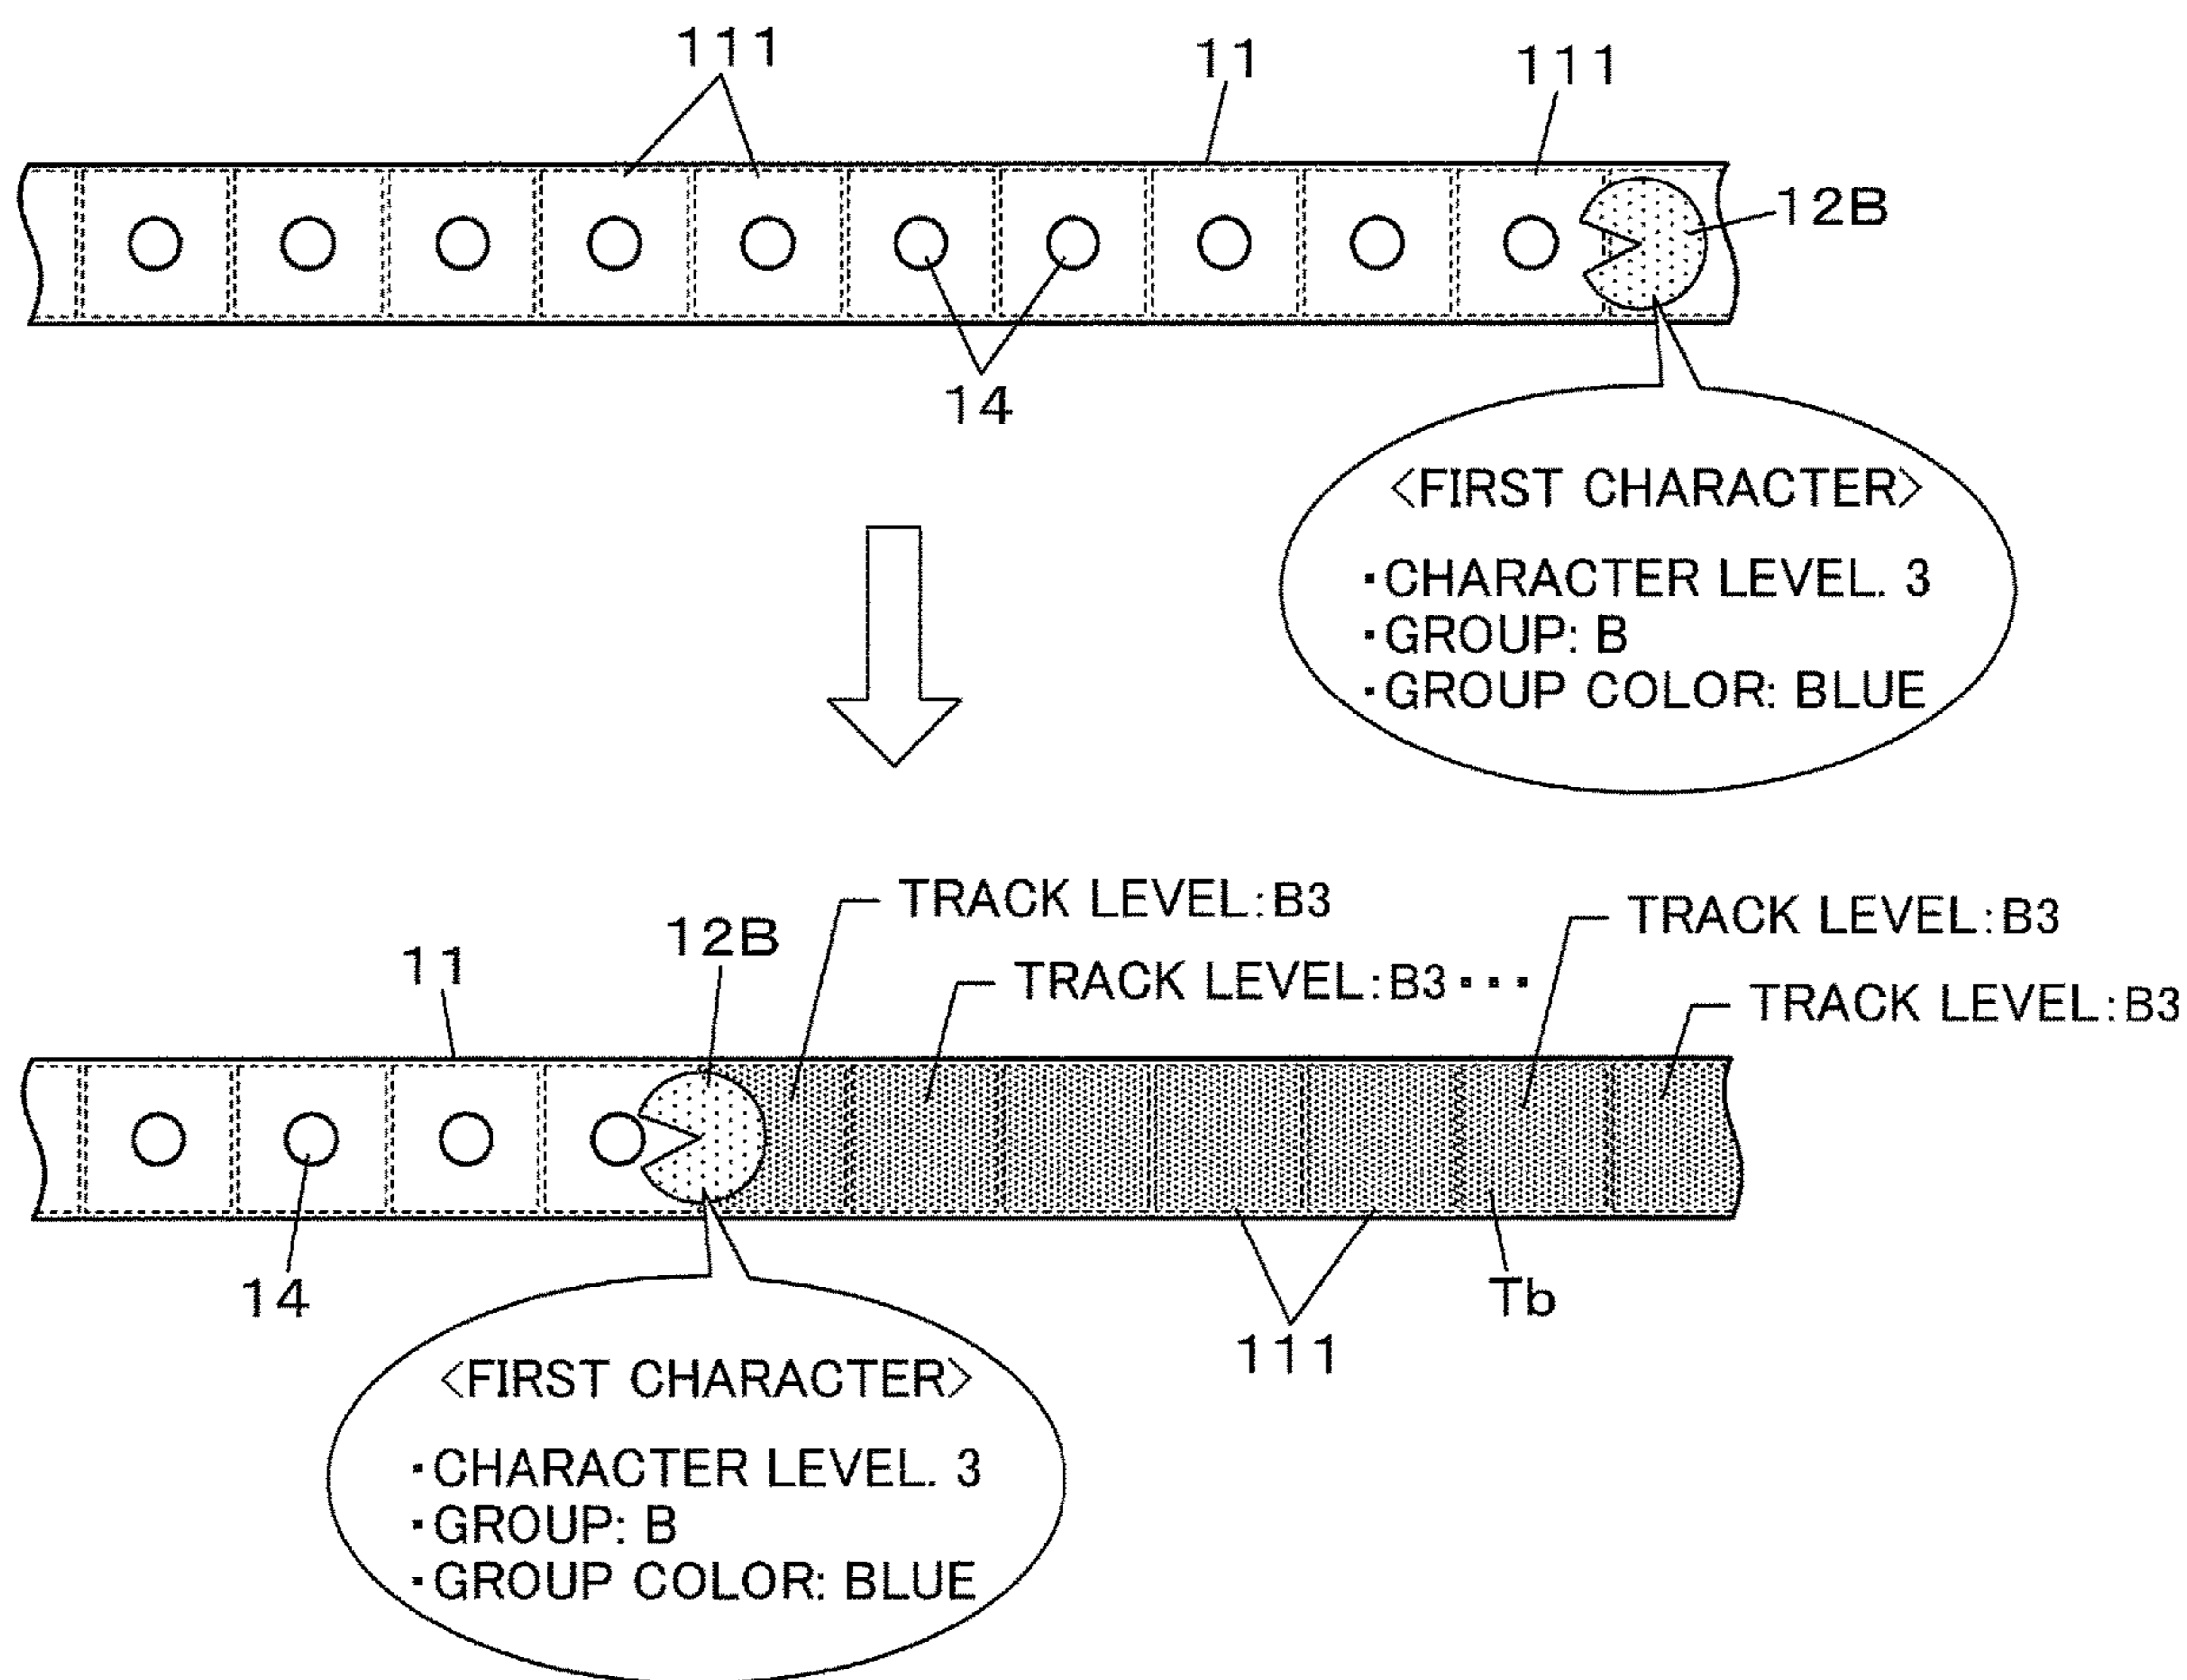 111
11
111
12B
14
<FIRST CHARACTER>
·CHARACTER LEVEL. 3
·GROUP: B
·GROUP COLOR: BLUE
TRACK LEVEL:B3
TRACK LEVEL:B3
12B
TRACK LEVEL:B3···
11
TRACK LEVEL:B3
14
Tb
111
<FIRST CHARACTER>
·CHARACTER LEVEL. 3
·GROUP: B
·GROUP COLOR: BLUE